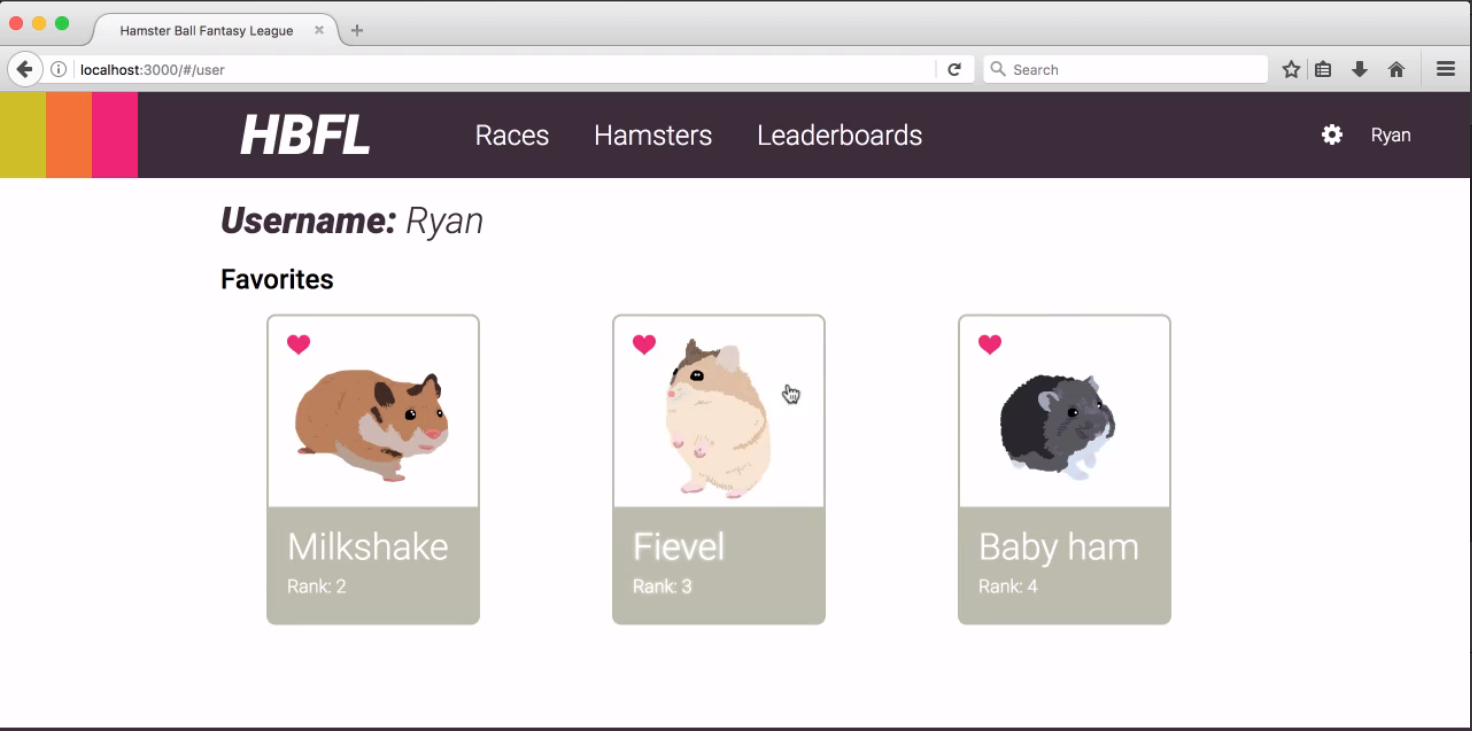 Hamster Ball Fantasy League
localhost:3000/#/user
Search
HBFL Races Hamsters Leaderboards Ryan
Username: Ryan
Favorites
Milkshake
Rank: 2
Fievel
Rank: 3
Baby ham
Rank: 4